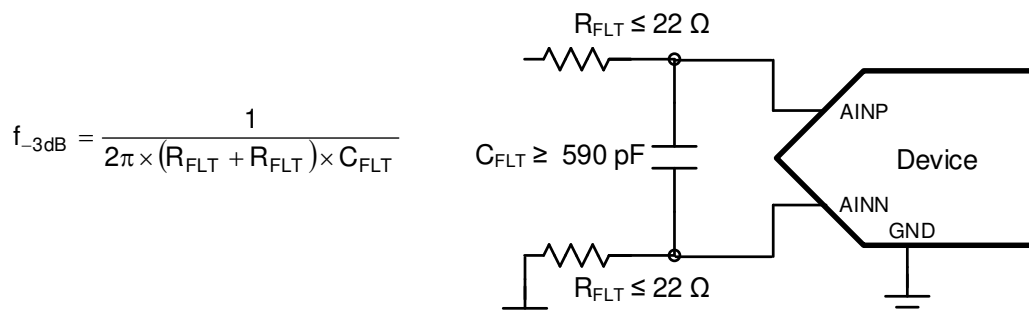 R_FLT ≤ 22 Ω
f_−3dB = 1 / (2π × (R_FLT + R_FLT) × C_FLT)
AINP
C_FLT ≥ 590 pF
Device
AINN
GND
R_FLT ≤ 22 Ω